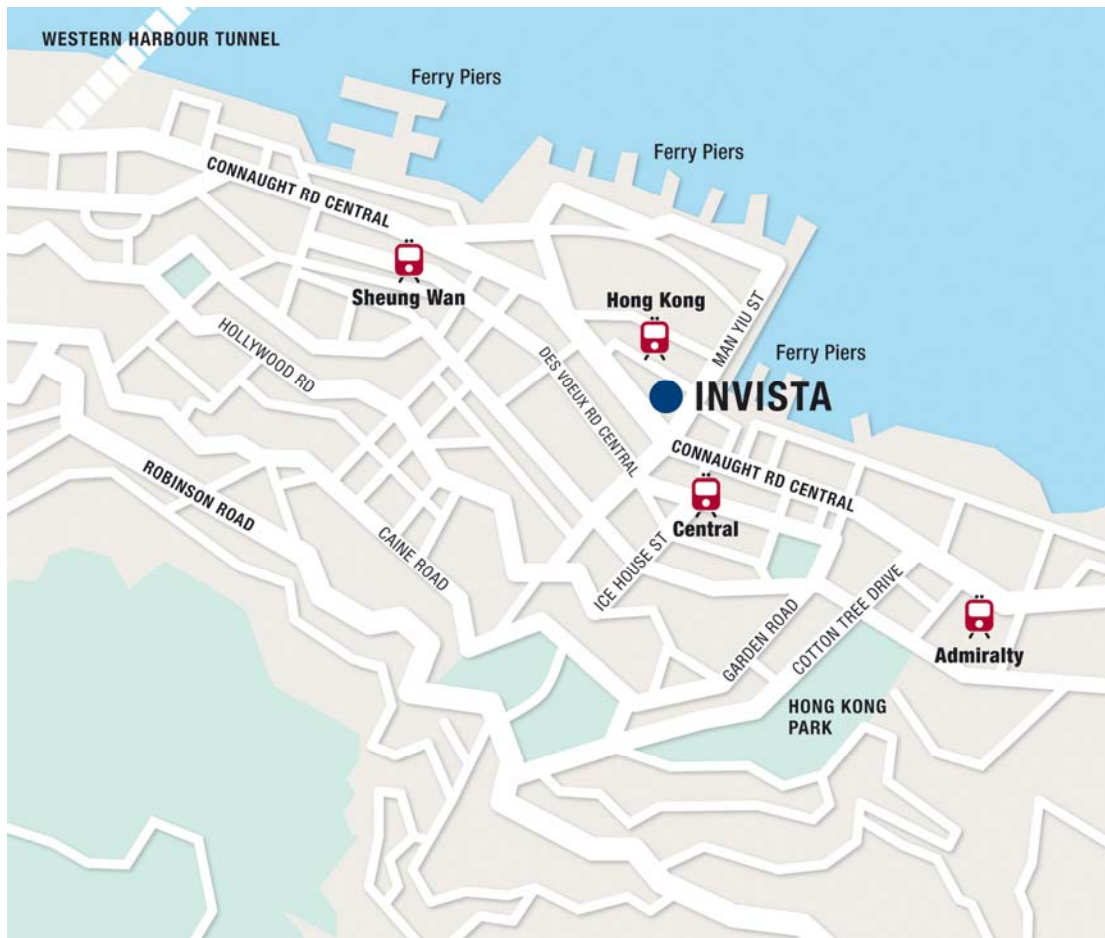 WESTERN HARBOUR TUNNEL
Ferry Piers
Ferry Piers
CONNAUGHT RD CENTRAL
Sheung Wan
Hong Kong
MAN YIU ST
HOLLYWOOD RD
DES VOEUX RD CENTRAL
Ferry Piers
INVISTA
CONNAUGHT RD CENTRAL
ROBINSON ROAD
CAINE ROAD
Central
ICE HOUSE ST
GARDEN ROAD
COTTON TREE DRIVE
Admiralty
HONG KONG
PARK